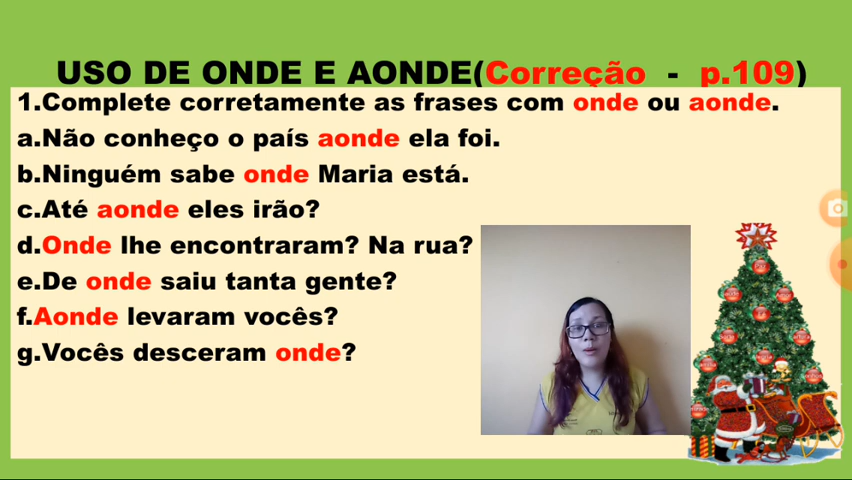 USO DE ONDE E AONDE(Correção - p.109)
1.Complete corretamente as frases com onde ou aonde.
a.Não conheço o país aonde ela foi.
b.Ninguém sabe onde Maria está.
c.Até aonde eles irão?
d.Onde lhe encontraram? Na rua?
e.De onde saiu tanta gente?
f.Aonde levaram vocês?
g.Vocês desceram onde?